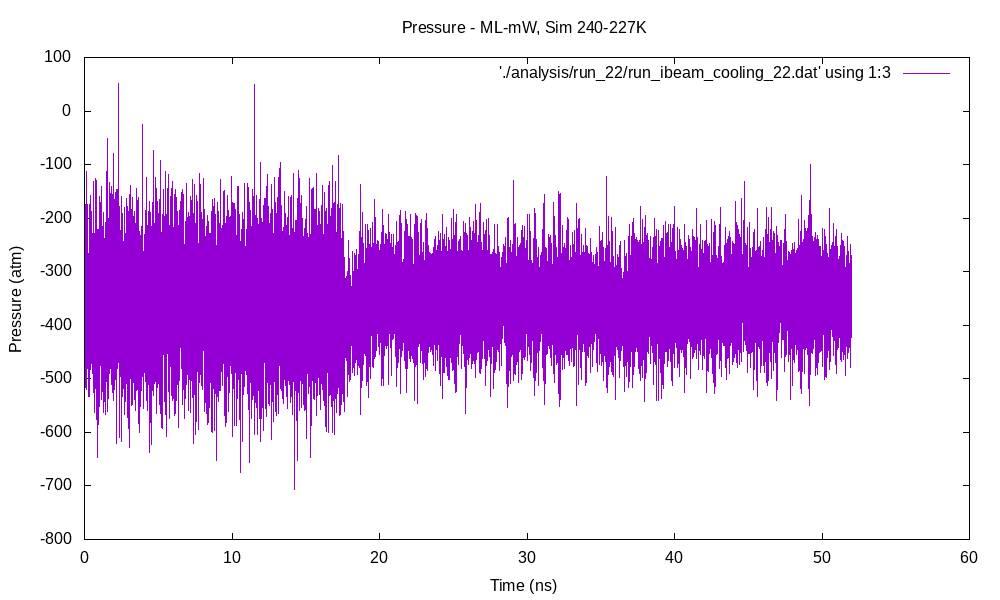 Pressure - ML-mW, Sim 240-227K
'./analysis/run_22/run_ibeam_cooling_22.dat' using 1:3
Pressure (atm)
100
0
-100
-200
-300
-400
-500
-600
-700
-800
0 10 20 30 40 50 60
Time (ns)